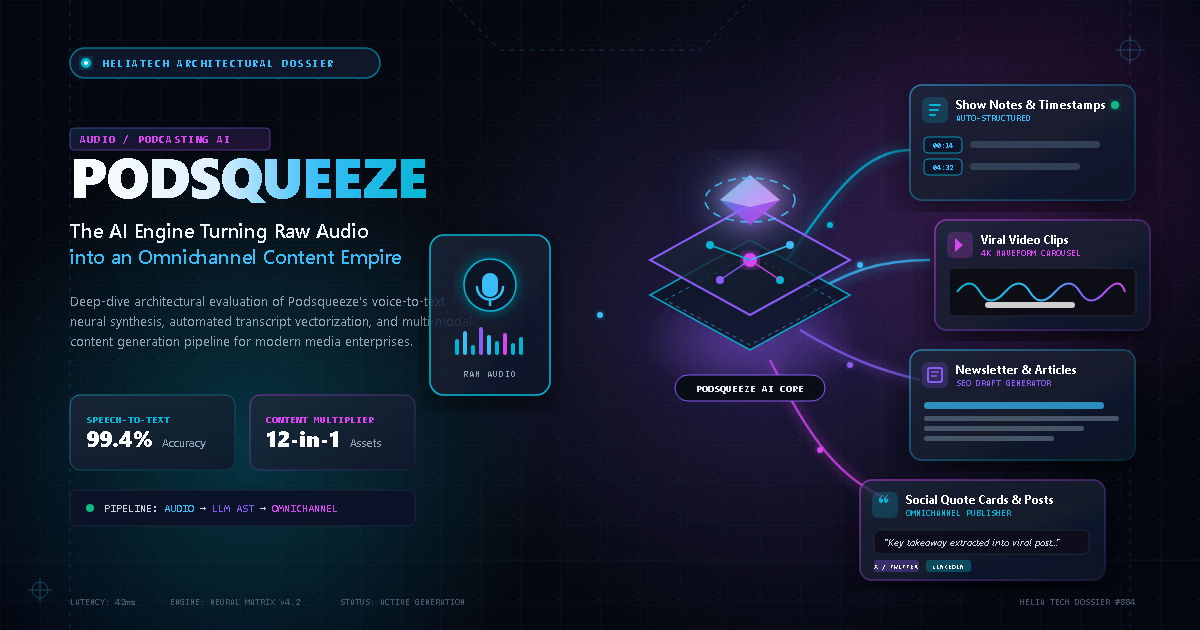 HELIATECH ARCHITECTURAL DOSSIER
AUDIO / PODCASTING AI
PODSQUEEZE
The AI Engine Turning Raw Audio
into an Omnichannel Content Empire
Deep-dive architectural evaluation of Podsqueeze's voice-to-text
neural synthesis, automated transcript vectorization, and multi-modal
content generation pipeline for modern media enterprises.
SPEECH-TO-TEXT
99.4% Accuracy
CONTENT MULTIPLIER
12-in-1 Assets
PIPELINE: AUDIO → LLM AST → OMNICHANNEL
RAW AUDIO
PODSQUEEZE AI CORE
Show Notes & Timestamps
AUTO-STRUCTURED
00:14
04:32
Viral Video Clips
4K WAVEFORM CAROUSEL
Newsletter & Articles
SEO DRAFT GENERATOR
❝
Social Quote Cards & Posts
OMNICHANNEL PUBLISHER
"Key takeaway extracted into viral post..."
X / TWITTER
LINKEDIN
LATENCY: 42ms
ENGINE: NEURAL MATRIX v4.2
STATUS: ACTIVE GENERATION
HELIA TECH DOSSIER #884